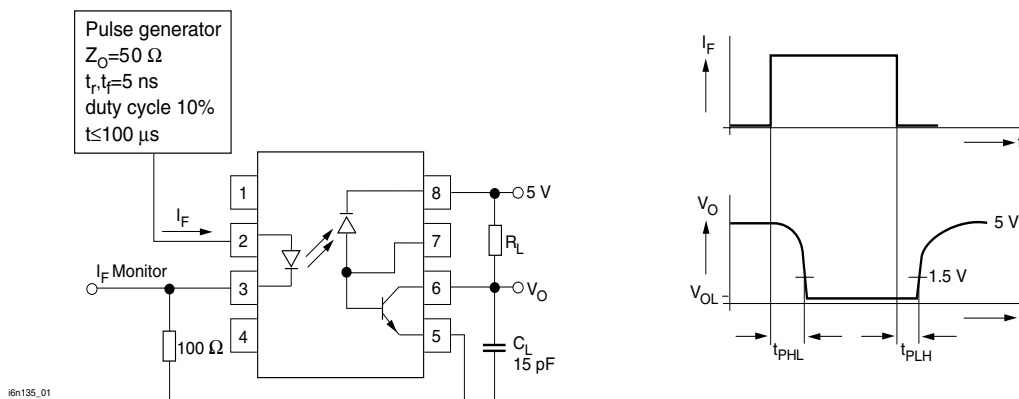 Pulse generator
Z_O=50 Ω
t_r,t_f=5 ns
duty cycle 10%
t≤100 μs
1
2
3
4
8
7
6
5
I_F
I_F Monitor
100 Ω
5 V
R_L
V_O
C_L
15 pF
i6n135_01
I_F
t
V_O
5 V
1.5 V
V_OL
t_PHL
t_PLH